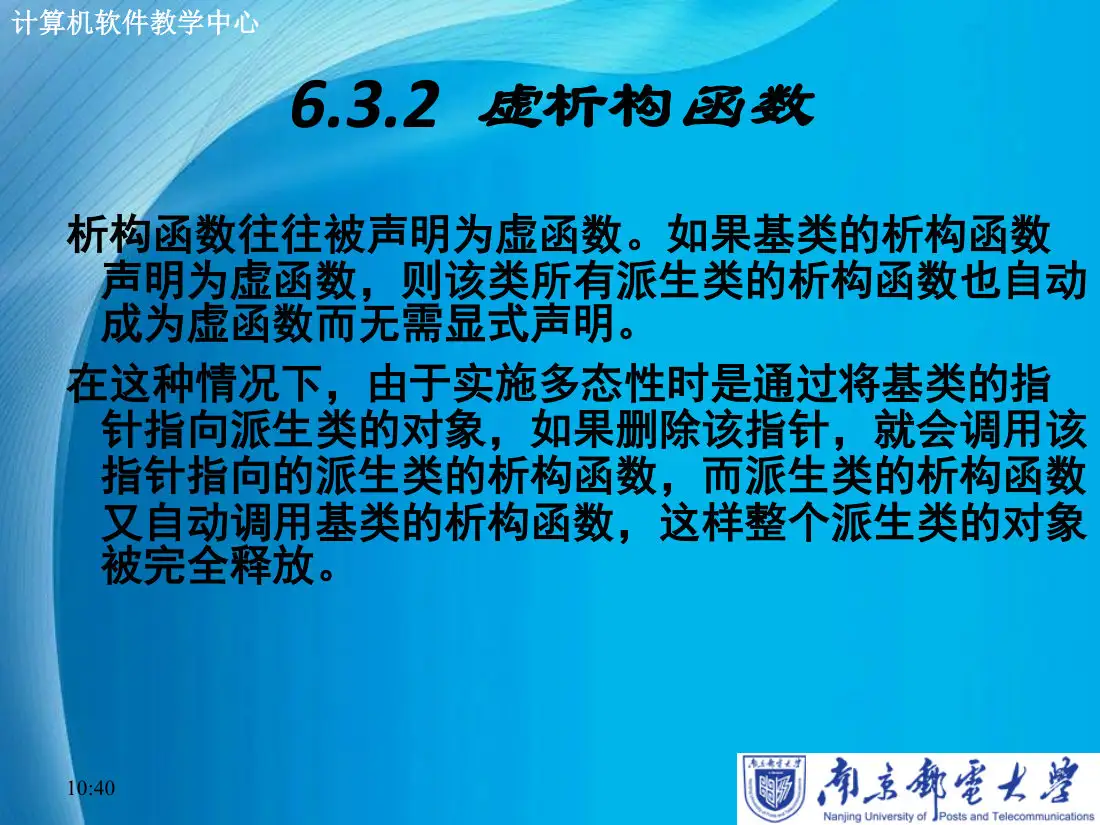 计算机软件教学中心
6.3.2 虚析构函数
析构函数往往被声明为虚函数。如果基类的析构函数
声明为虚函数，则该类所有派生类的析构函数也自动
成为虚函数而无需显式声明。
在这种情况下，由于实施多态性时是通过将基类的指
针指向派生类的对象，如果删除该指针，就会调用该
指针指向的派生类的析构函数，而派生类的析构函数
又自动调用基类的析构函数，这样整个派生类的对象
被完全释放。
10:40
南京邮电大学
Nanjing University of Posts and Telecommunications